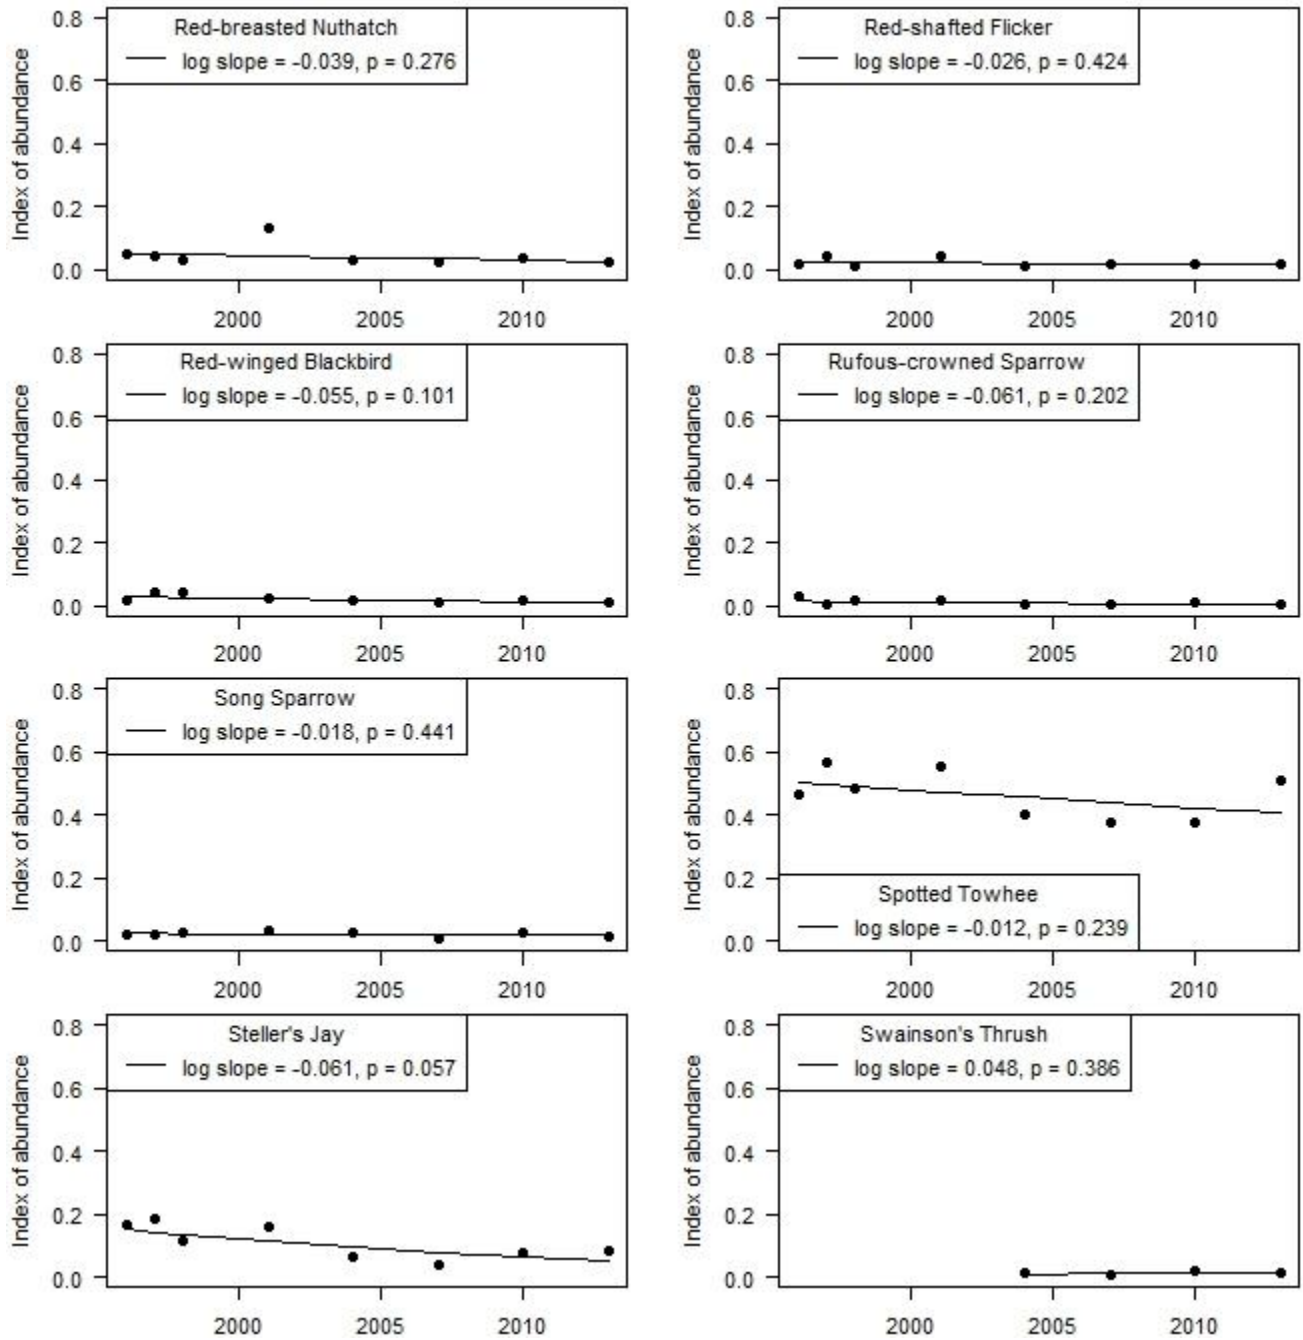 Red-breasted Nuthatch
log slope = -0.039, p = 0.276
Index of abundance
0.8
0.6
0.4
0.2
0.0
2000 2005 2010
Red-shafted Flicker
log slope = -0.026, p = 0.424
Index of abundance
0.8
0.6
0.4
0.2
0.0
2000 2005 2010
Red-winged Blackbird
log slope = -0.055, p = 0.101
Index of abundance
0.8
0.6
0.4
0.2
0.0
2000 2005 2010
Rufous-crowned Sparrow
log slope = -0.061, p = 0.202
Index of abundance
0.8
0.6
0.4
0.2
0.0
2000 2005 2010
Song Sparrow
log slope = -0.018, p = 0.441
Index of abundance
0.8
0.6
0.4
0.2
0.0
2000 2005 2010
Index of abundance
0.8
0.6
0.4
0.2
0.0
Spotted Towhee
log slope = -0.012, p = 0.239
2000 2005 2010
Steller's Jay
log slope = -0.061, p = 0.057
Index of abundance
0.8
0.6
0.4
0.2
0.0
2000 2005 2010
Swainson's Thrush
log slope = 0.048, p = 0.386
Index of abundance
0.8
0.6
0.4
0.2
0.0
2000 2005 2010